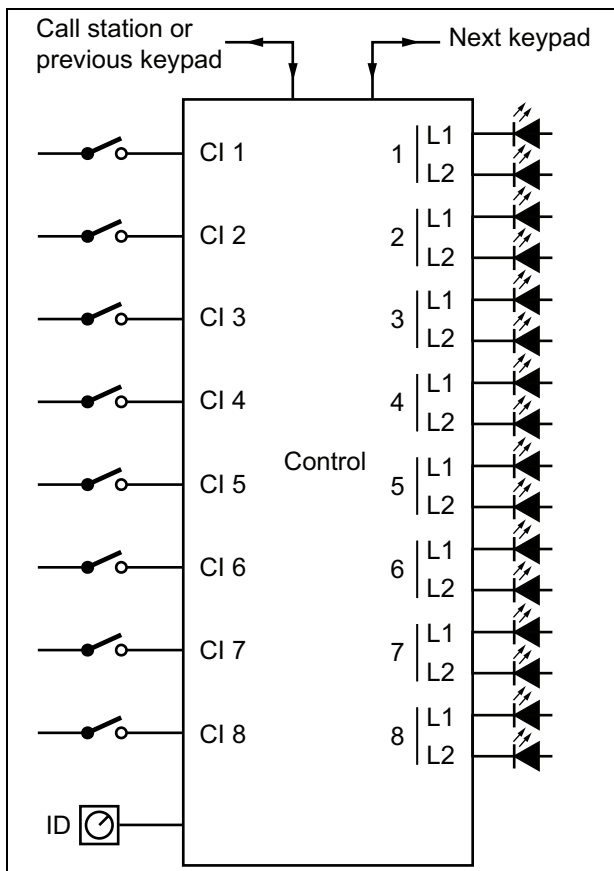 Call station or
previous keypad
Next keypad
CI 1
CI 2
CI 3
CI 4
CI 5
CI 6
CI 7
CI 8
ID
Control
1 L1
L2
2 L1
L2
3 L1
L2
4 L1
L2
5 L1
L2
6 L1
L2
7 L1
L2
8 L1
L2